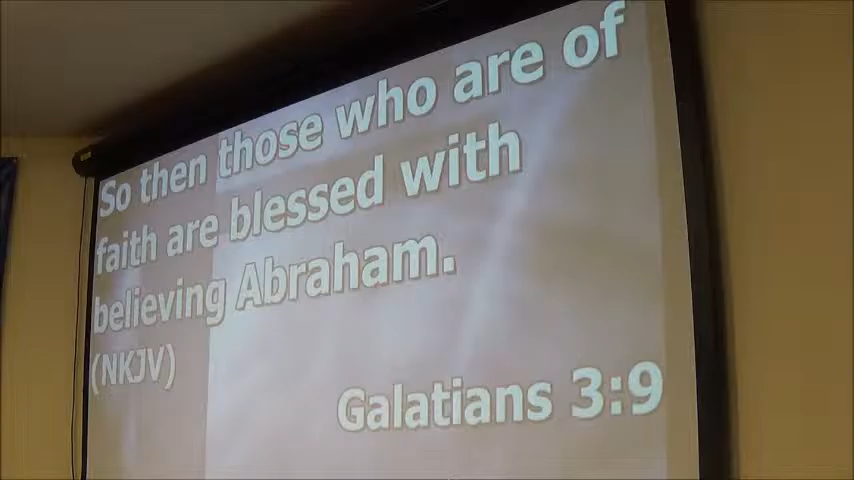 So then those who are of
faith are blessed with
believing Abraham.
(NKJV)
Galatians 3:9